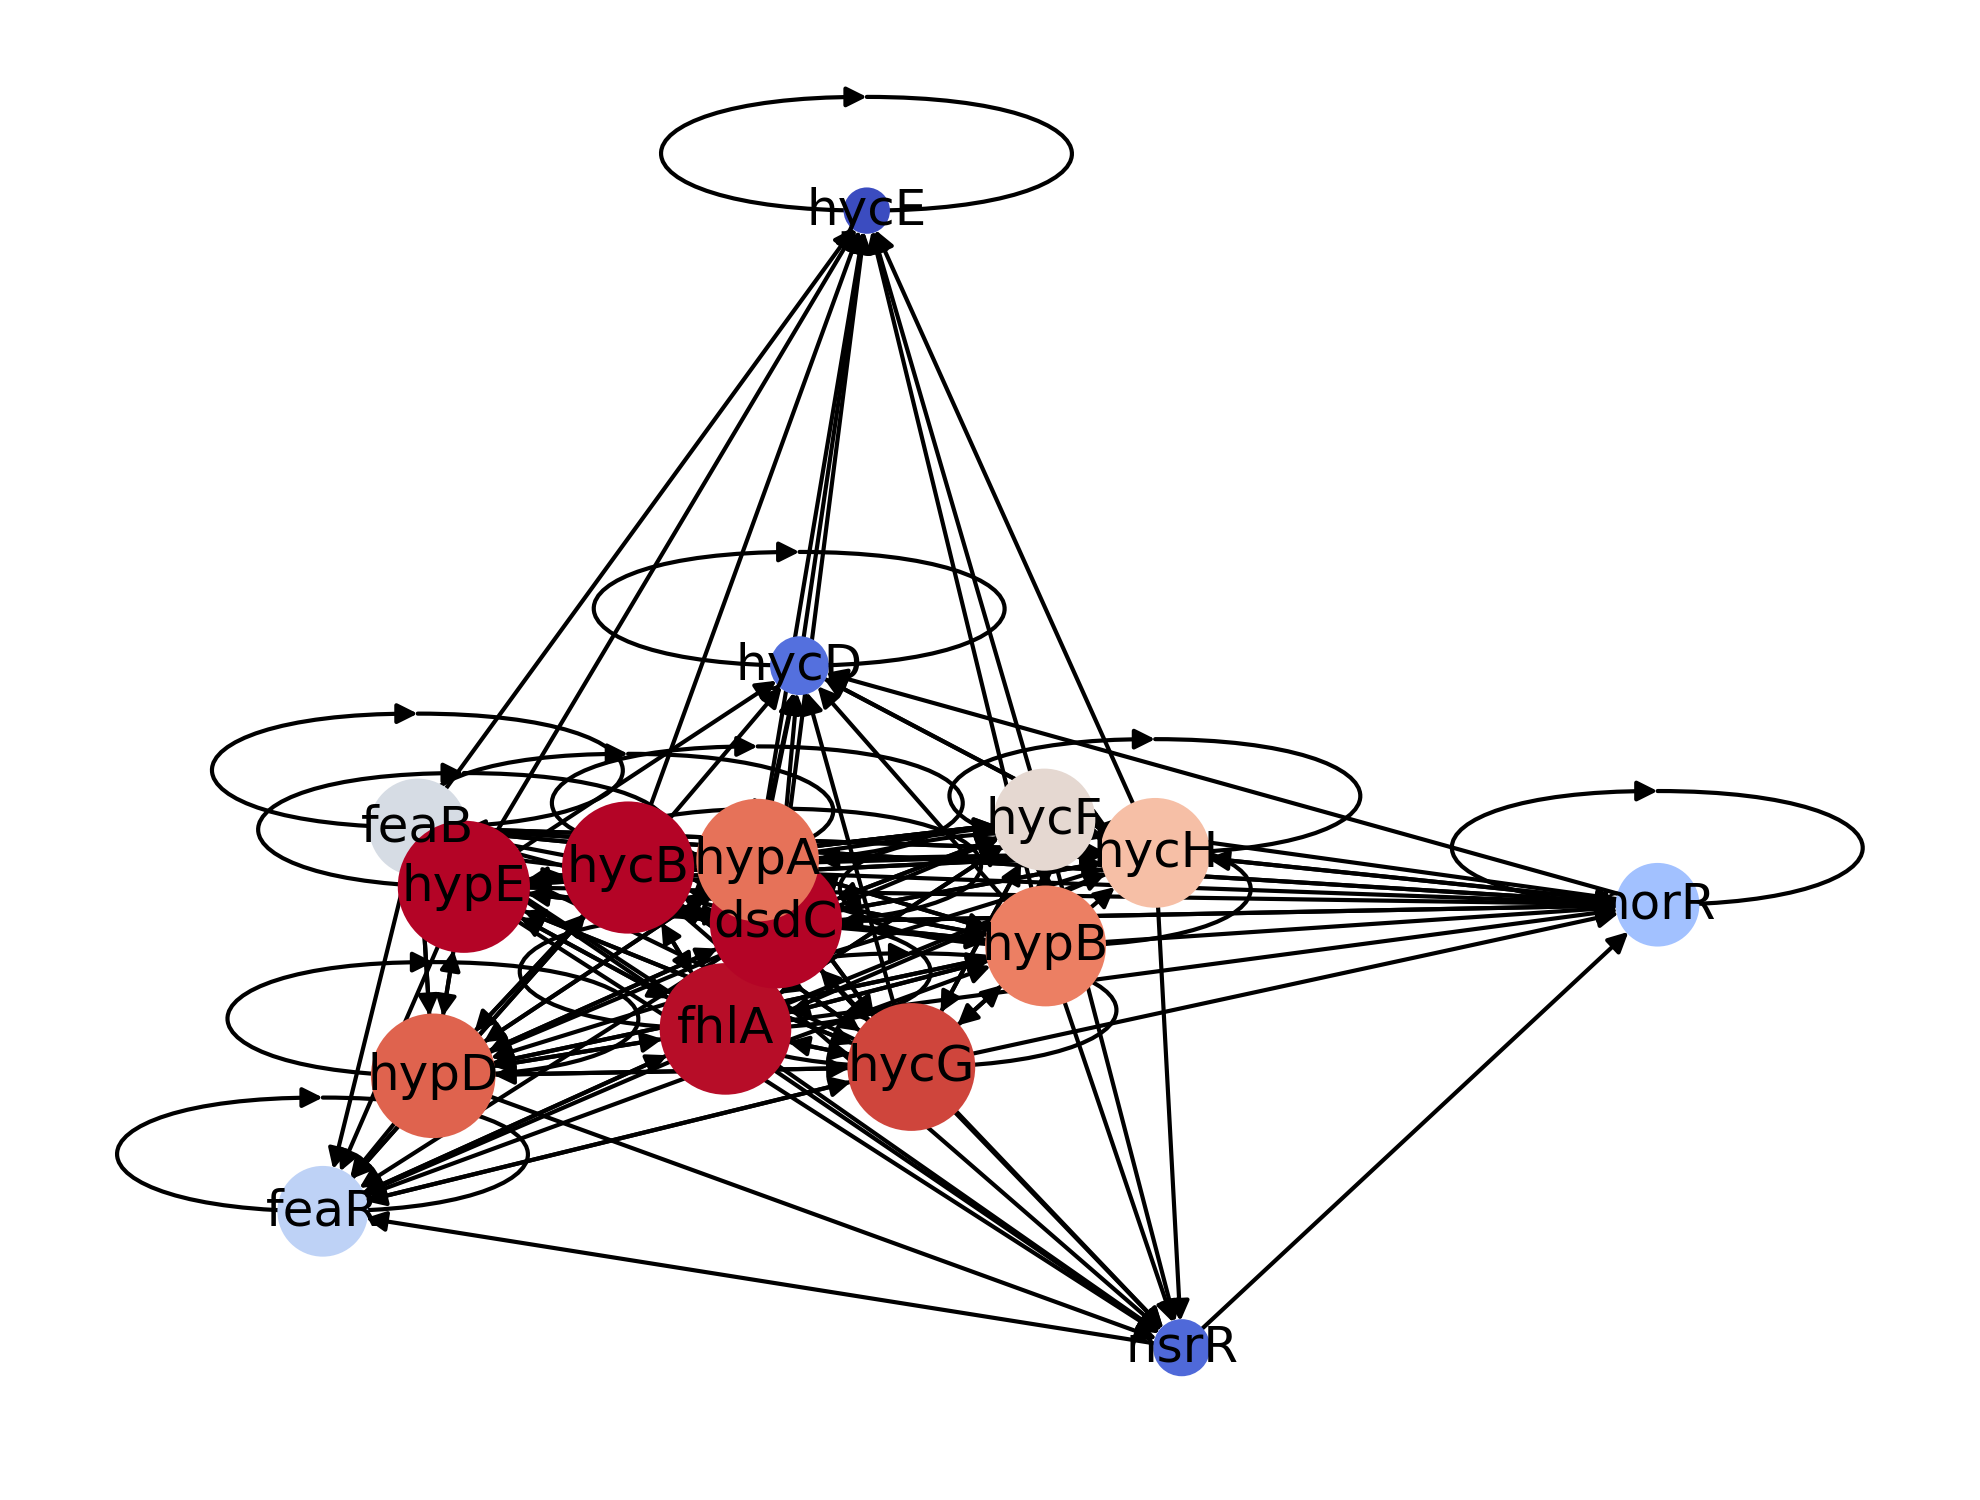 hycE
hycD
feaB
hycF
hycH
hycB
hypA
hypE
norR
dsdC
hypB
fhlA
hycG
hypD
feaR
nsrR